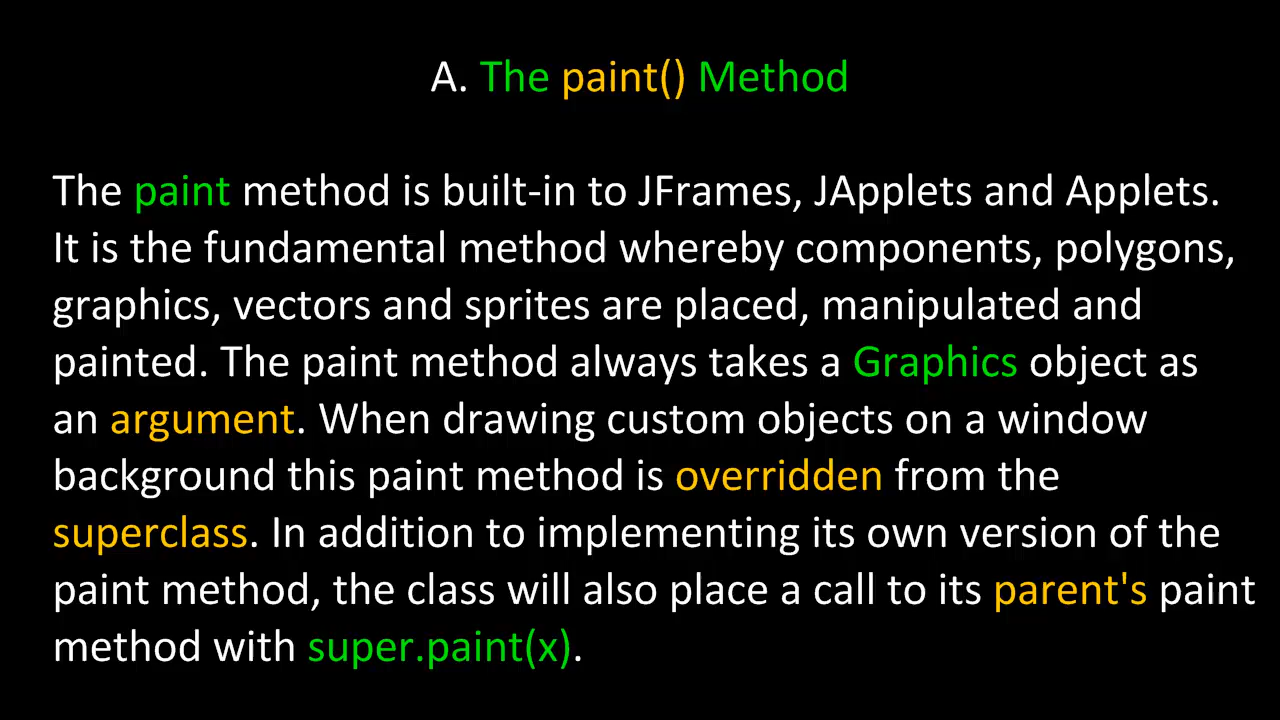 A. The paint() Method
The paint method is built-in to JFrames, JApplets and Applets.
It is the fundamental method whereby components, polygons,
graphics, vectors and sprites are placed, manipulated and
painted. The paint method always takes a Graphics object as
an argument. When drawing custom objects on a window
background this paint method is overridden from the
superclass. In addition to implementing its own version of the
paint method, the class will also place a call to its parent's paint
method with super.paint(x).